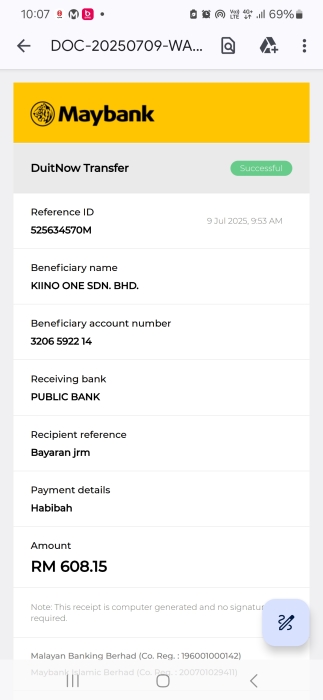 10:07
69%
DOC-20250709-WA...
Maybank
DuitNow Transfer
Successful
Reference ID
9 Jul 2025, 9:53 AM
525634570M
Beneficiary name
KIINO ONE SDN. BHD.
Beneficiary account number
3206 5922 14
Receiving bank
PUBLIC BANK
Recipient reference
Bayaran jrm
Payment details
Habibah
Amount
RM 608.15
Note: This receipt is computer generated and no signatur
required.
Malayan Banking Berhad (Co. Reg. : 196001000142)
Maybank Islamic Berhad (Co. Reg. : 200701029411)